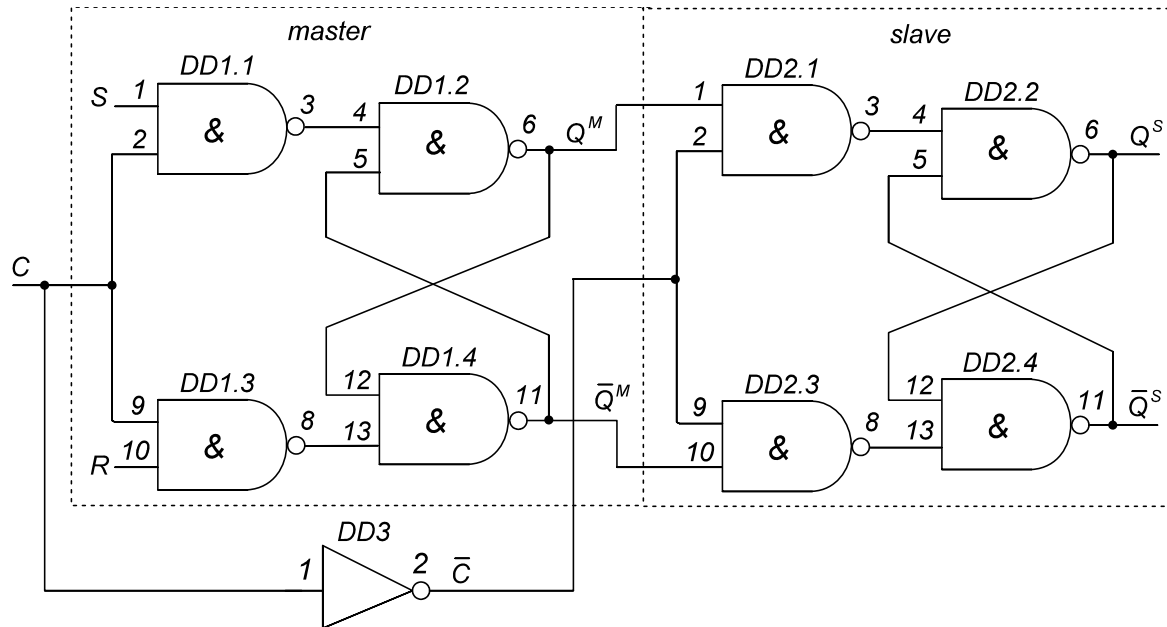 master
slave
DD1.1
DD1.2
DD2.1
DD2.2
S
1
2
&
3
4
5
&
6
Q^M
1
2
&
3
4
5
&
6
Q^S
C
DD1.3
DD1.4
DD2.3
DD2.4
9
R
10
&
8
12
13
&
11
Q̅^M
9
10
&
8
12
13
&
11
Q̅^S
DD3
1
2
C̅